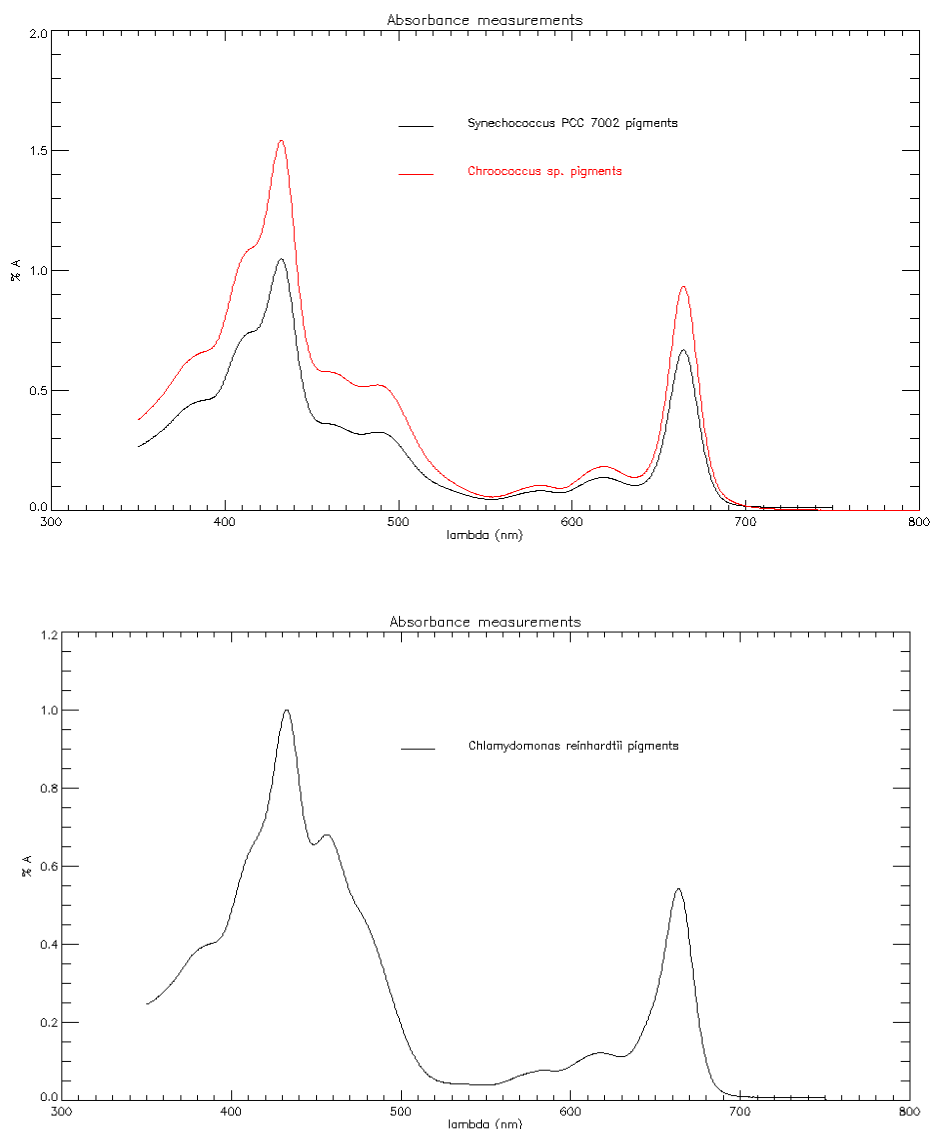 Absorbance measurements
2.0
Synechococcus PCC 7002 pigments
1.5
Chroococcus sp. pigments
1.0
% A
0.5
0.0
300 400 500 600 700 800
lambda (nm)
Absorbance measurements
1.2
1.0
Chlamydomonas reinhardtii pigments
0.8
% A
0.6
0.4
0.2
0.0
300 400 500 600 700 800
lambda (nm)